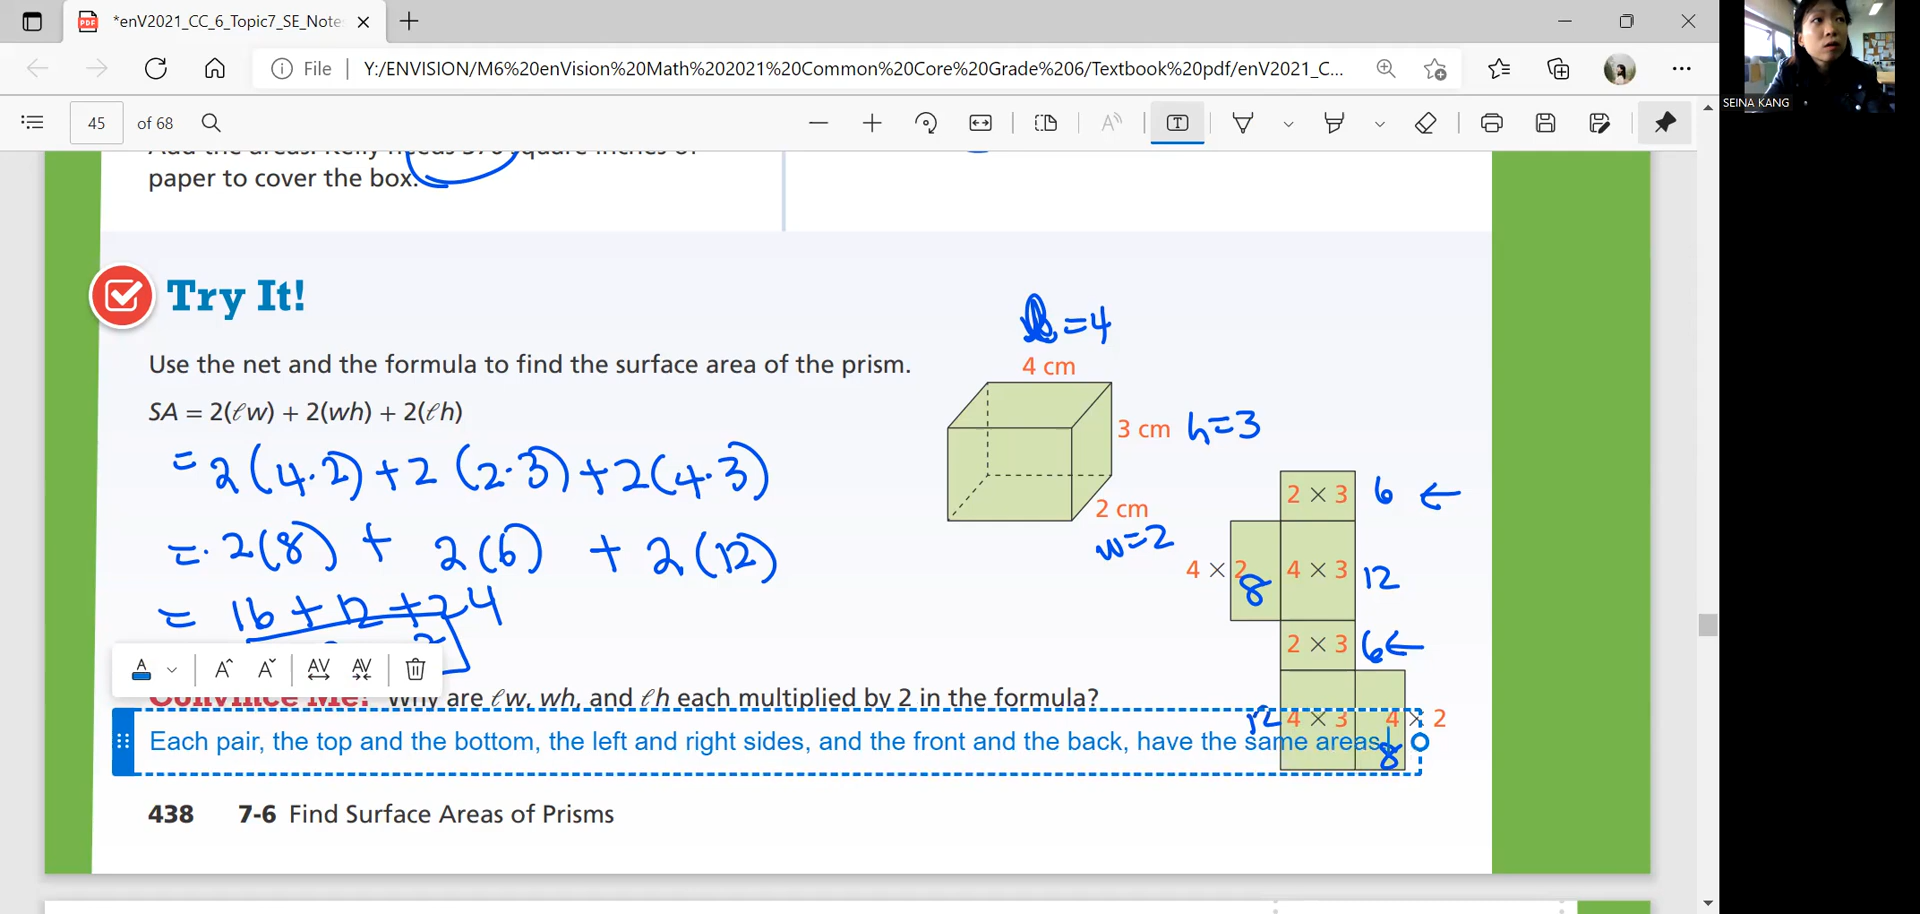 *enV2021_CC_6_Topic7_SE_Note
File
Y:/ENVISION/M6%20enVision%20Math%202021%20Common%20Core%20Grade%206/Textbook%20pdf/enV2021_C...
SEINA KANG
45 of 68
paper to cover the box.
Try It!
Use the net and the formula to find the surface area of the prism.
SA = 2(ℓw) + 2(wh) + 2(ℓh)
= 2(4·2)+2(2·3)+2(4·3)
= 2(8) + 2(6) + 2(12)
= 16 + 12 + 24
ℓ=4
4 cm
3 cm h=3
2 cm
w=2
2 × 3 6
4 × 2 8 4 × 3 12
2 × 3 6
12 4 × 3 4 × 2
8
Convince Me! Why are ℓw, wh, and ℓh each multiplied by 2 in the formula?
Each pair, the top and the bottom, the left and right sides, and the front and the back, have the same areas
438 7-6 Find Surface Areas of Prisms